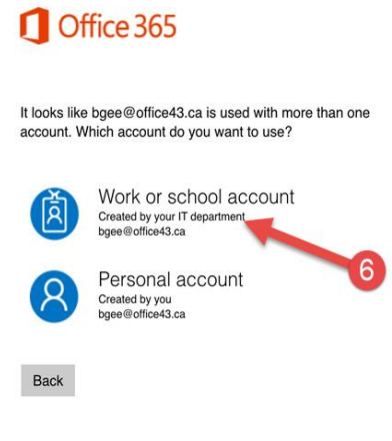 Office 365
It looks like bgee@office43.ca is used with more than one
account. Which account do you want to use?
Work or school account
Created by your IT department
bgee@office43.ca
6
Personal account
Created by you
bgee@office43.ca
Back